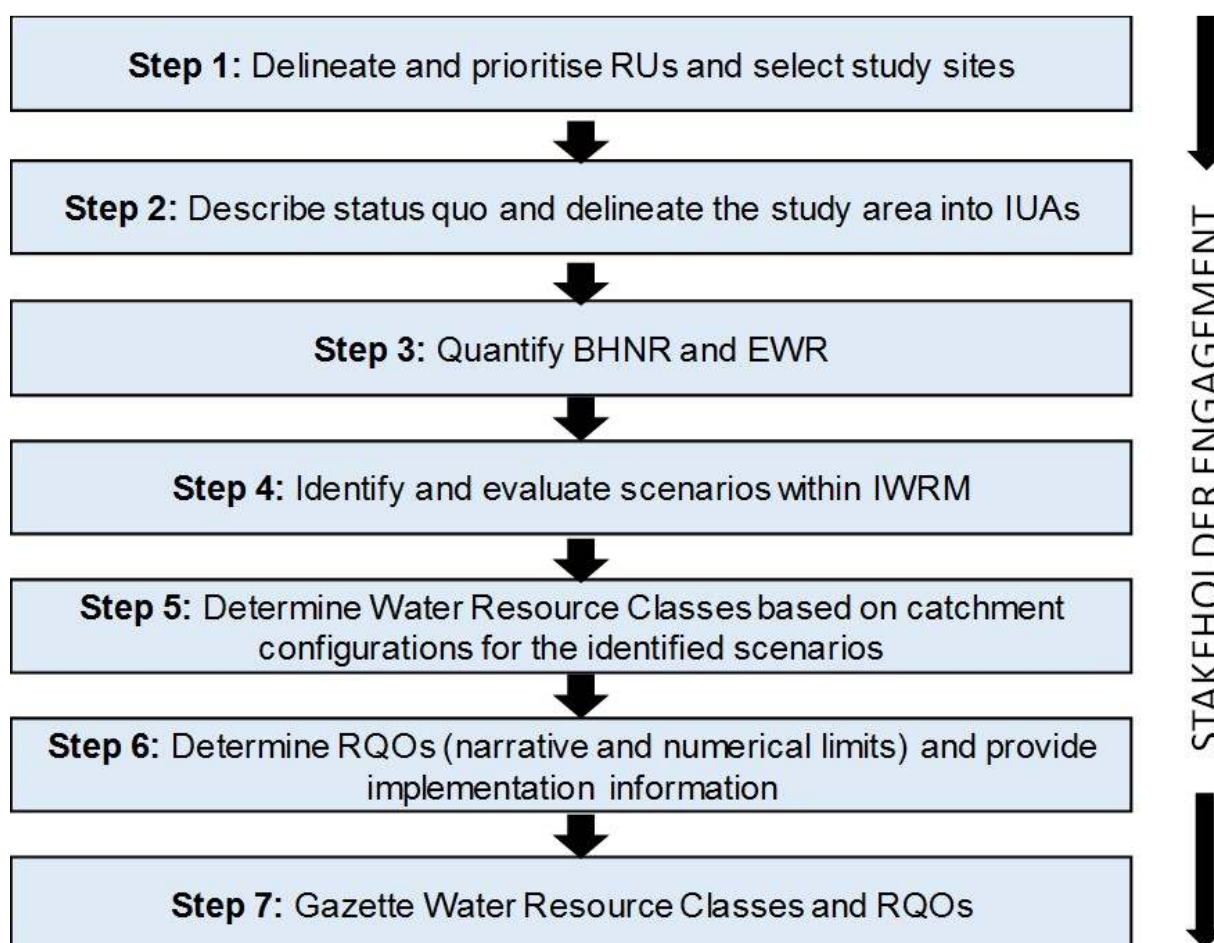 Step 1: Delineate and prioritise RUs and select study sites
Step 2: Describe status quo and delineate the study area into IUAs
Step 3: Quantify BHNR and EWR
Step 4: Identify and evaluate scenarios within IWRM
Step 5: Determine Water Resource Classes based on catchment
configurations for the identified scenarios
Step 6: Determine RQOs (narrative and numerical limits) and provide
implementation information
Step 7: Gazette Water Resource Classes and RQOs
STAKEHOLDER ENGAGEMENT